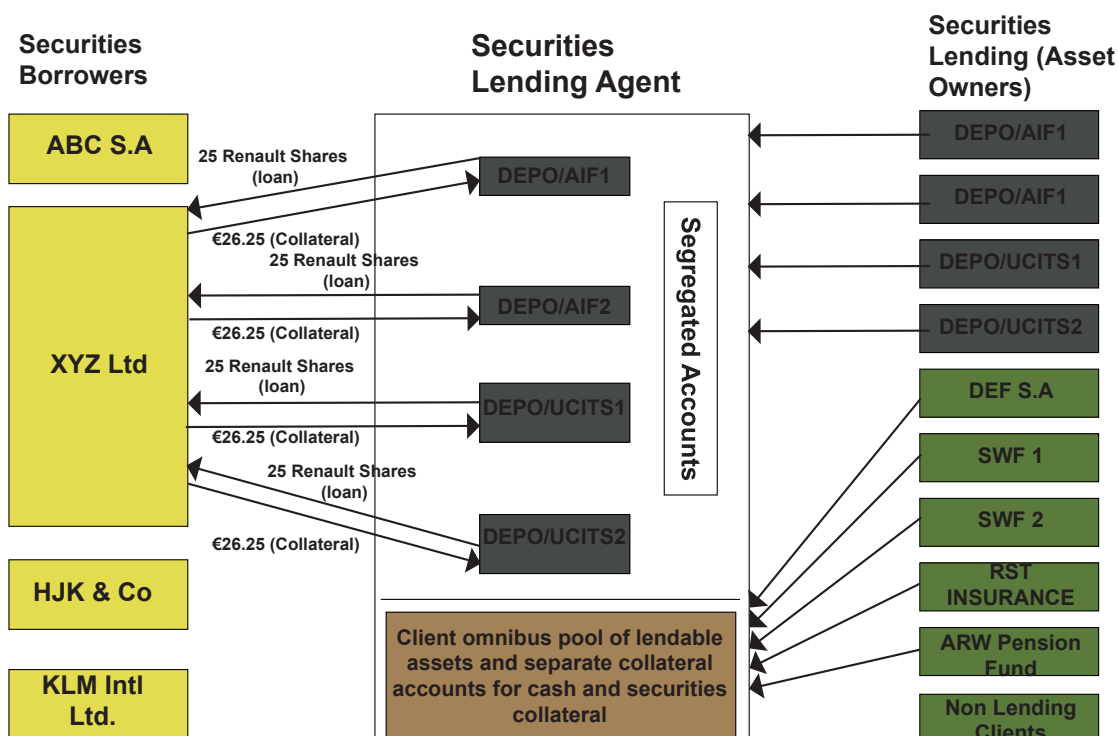 Securities
Borrowers
ABC S.A
XYZ Ltd
HJK & Co
KLM Intl
Ltd.
25 Renault Shares
(loan)
€26.25 (Collateral)
25 Renault Shares
(loan)
€26.25 (Collateral)
25 Renault Shares
(loan)
€26.25 (Collateral)
25 Renault Shares
(loan)
€26.25 (Collateral)
Securities
Lending Agent
DEPO/AIF1
DEPO/AIF2
DEPO/UCITS1
DEPO/UCITS2
Segregated Accounts
Client omnibus pool of lendable
assets and separate collateral
accounts for cash and securities
collateral
Securities
Lending (Asset
Owners)
DEPO/AIF1
DEPO/AIF1
DEPO/UCITS1
DEPO/UCITS2
DEF S.A
SWF 1
SWF 2
RST
INSURANCE
ARW Pension
Fund
Non Lending
Clients